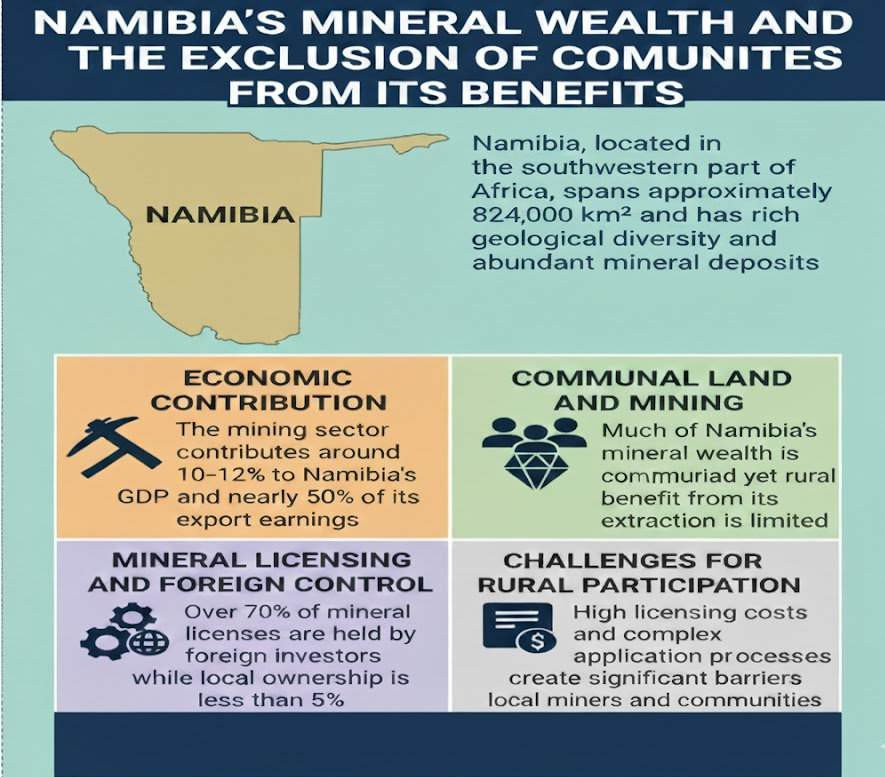 NAMIBIA'S MINERAL WEALTH AND
THE EXCLUSION OF COMUNITES
FROM ITS BENEFITS
NAMIBIA
Namibia, located in
the southwestern part of
Africa, spans approximately
824,000 km² and has rich
geological diversity and
abundant mineral deposits
ECONOMIC
CONTRIBUTION
The mining sector
contributes around
10–12% to Namibia's
GDP and nearly 50% of its
export earnings
COMMUNAL LAND
AND MINING
Much of Namibia's
mineral wealth is
commuriad yet rural
benefit from its
extraction is limited
MINERAL LICENSING
AND FOREIGN CONTROL
Over 70% of mineral
licenses are held by
foreign investors
while local ownership is
less than 5%
CHALLENGES FOR
RURAL PARTICIPATION
$
High licensing costs
and complex
application processes
create significant barriers
local miners and communities